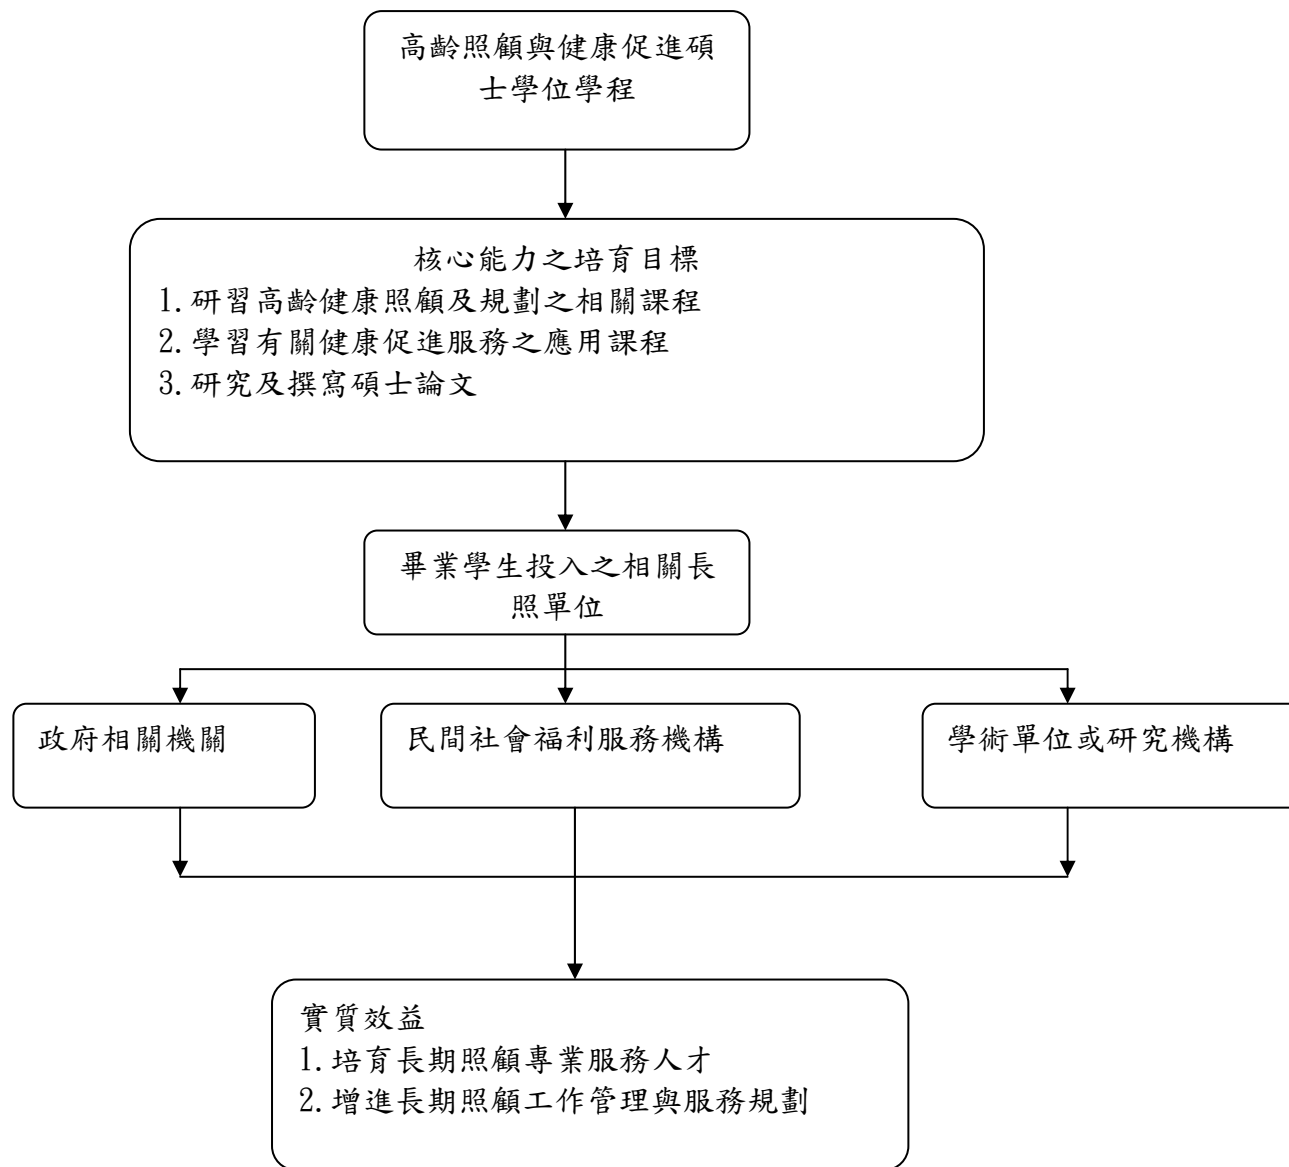 高齡照顧與健康促進碩
士學位學程
核心能力之培育目標
1.研習高齡健康照顧及規劃之相關課程
2.學習有關健康促進服務之應用課程
3.研究及撰寫碩士論文
畢業學生投入之相關長
照單位
政府相關機關
民間社會福利服務機構
學術單位或研究機構
實質效益
1.培育長期照顧專業服務人才
2.增進長期照顧工作管理與服務規劃